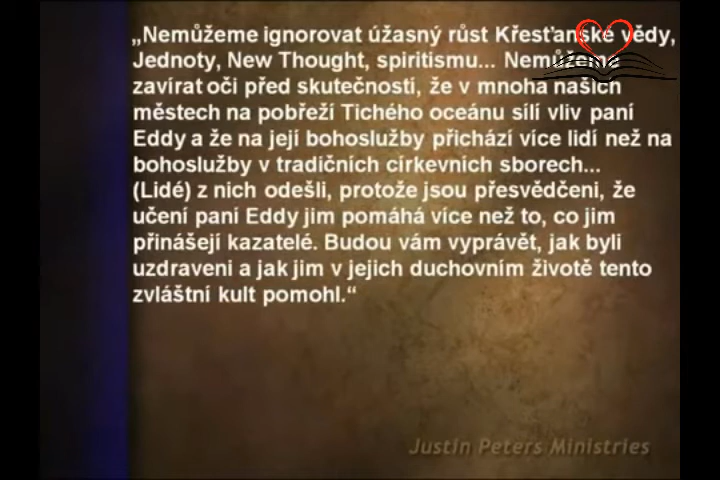 „Nemůžeme ignorovat úžasný růst Křesťanské vědy,
Jednoty, New Thought, spiritismu... Nemůžeme
zavírat oči před skutečností, že v mnoha našich
městech na pobřeží Tichého oceánu sílí vliv paní
Eddy a že na její bohoslužby přichází více lidí než na
bohoslužby v tradičních církevních sborech...
(Lidé) z nich odešli, protože jsou přesvědčeni, že
učení paní Eddy jim pomáhá více než to, co jim
přinášejí kazatelé. Budou vám vyprávět, jak byli
uzdraveni a jak jim v jejich duchovním životě tento
zvláštní kult pomohl.“
Justin Peters Ministries